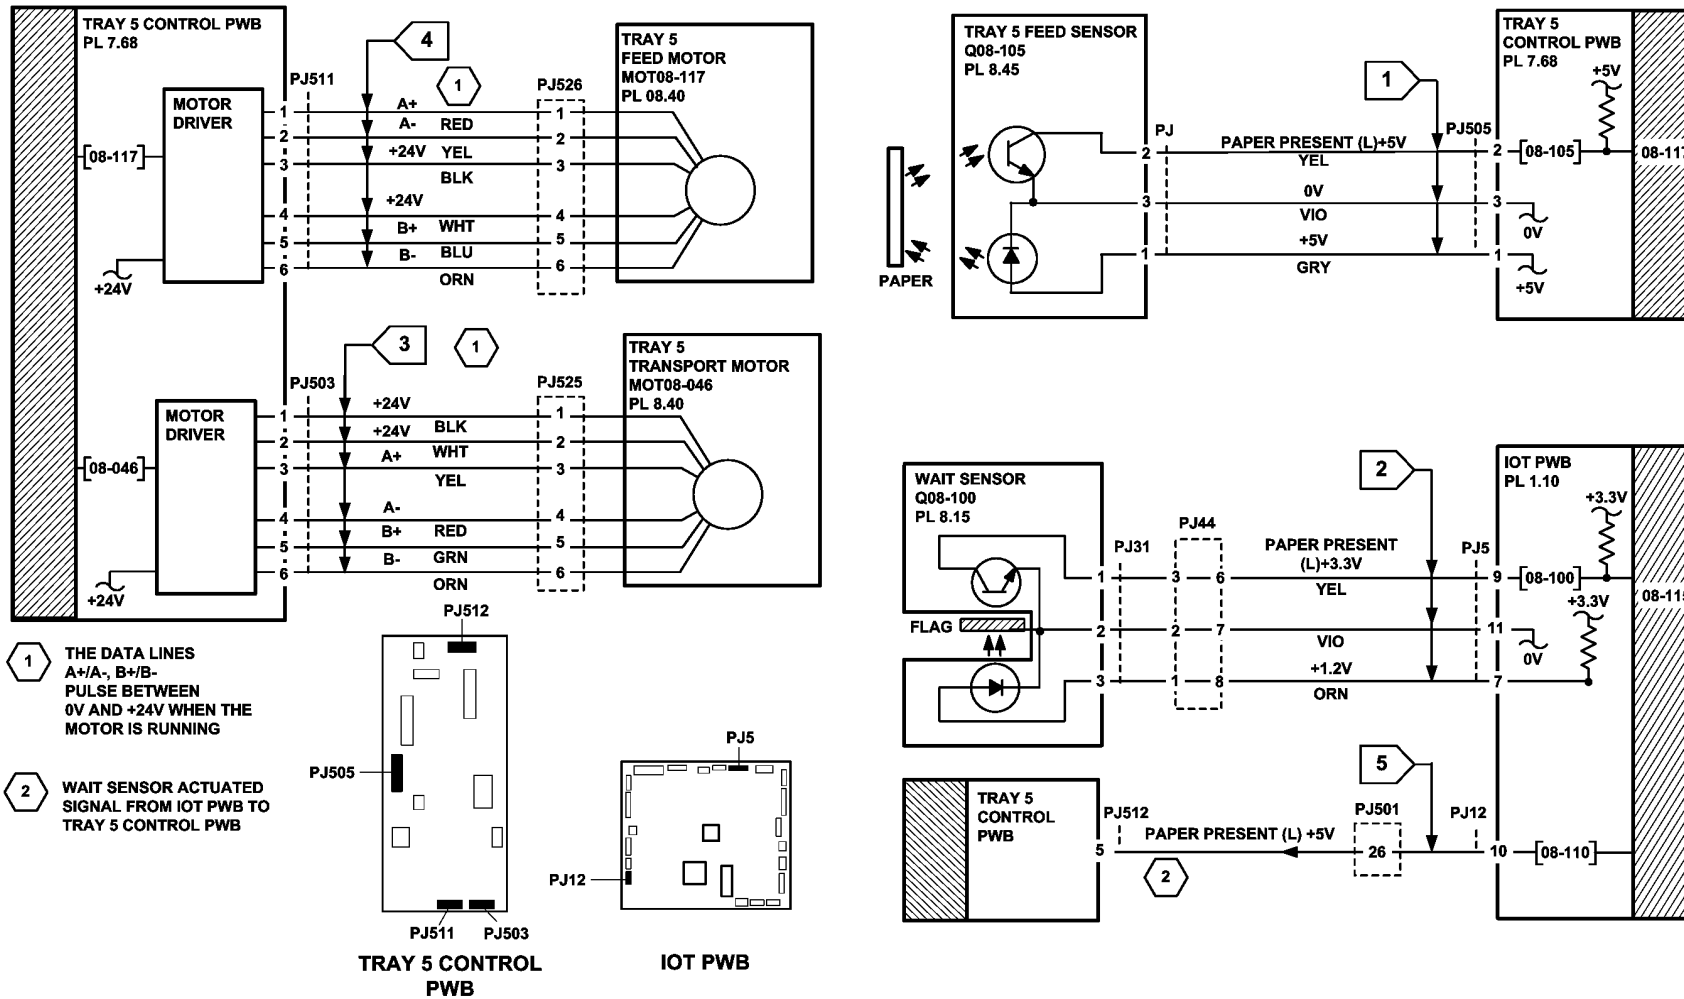 TRAY 5 CONTROL PWB
PL 7.68
PJ511
4
1
MOTOR
DRIVER
[08-117]
+24V
1
2
3
4
5
6
A+
A-
RED
+24V
YEL
BLK
+24V
B+
WHT
B-
BLU
ORN
PJ526
1
2
3
4
5
6
TRAY 5
FEED MOTOR
MOT08-117
PL 08.40
PJ503
3
1
MOTOR
DRIVER
[08-046]
+24V
1
2
3
4
5
6
+24V
BLK
+24V
WHT
A+
YEL
A-
B+
RED
B-
GRN
ORN
PJ525
1
2
3
4
5
6
TRAY 5
TRANSPORT MOTOR
MOT08-046
PL 8.40
1
THE DATA LINES
A+/A-, B+/B-
PULSE BETWEEN
0V AND +24V WHEN THE
MOTOR IS RUNNING
2
WAIT SENSOR ACTUATED
SIGNAL FROM IOT PWB TO
TRAY 5 CONTROL PWB
PJ512
PJ505
PJ511
PJ503
TRAY 5 CONTROL
PWB
PJ5
PJ12
IOT PWB
TRAY 5 FEED SENSOR
Q08-105
PL 8.45
PAPER
2
3
1
PJ
1
PAPER PRESENT (L)+5V
YEL
0V
VIO
+5V
GRY
PJ505
2
3
1
TRAY 5
CONTROL PWB
PL 7.68
+5V
[08-105]
08-117
0V
+5V
WAIT SENSOR
Q08-100
PL 8.15
FLAG
1
2
3
PJ31
PJ44
3
6
2
7
1
8
2
PAPER PRESENT
(L)+3.3V
YEL
VIO
+1.2V
ORN
PJ5
9
11
7
IOT PWB
PL 1.10
+3.3V
[08-100]
+3.3V
0V
TRAY 5
CONTROL
PWB
PJ512
5
PAPER PRESENT (L) +5V
2
5
PJ501
26
PJ12
10
[08-110]